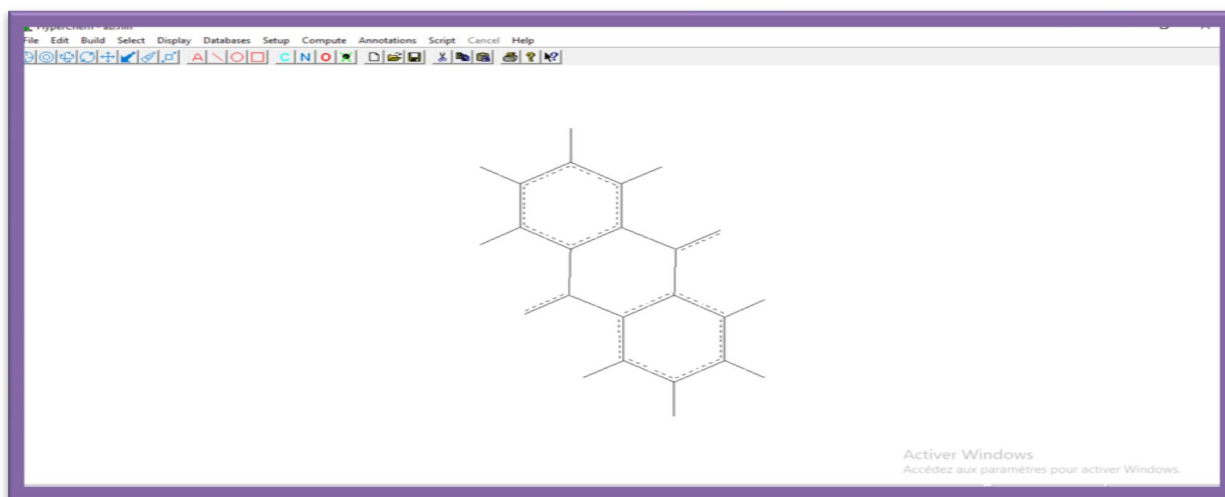 File Edit Build Select Display Databases Setup Compute Annotations Script Cancel Help
A C N O ? ?
Activer Windows
Accédez aux paramètres pour activer Windows.